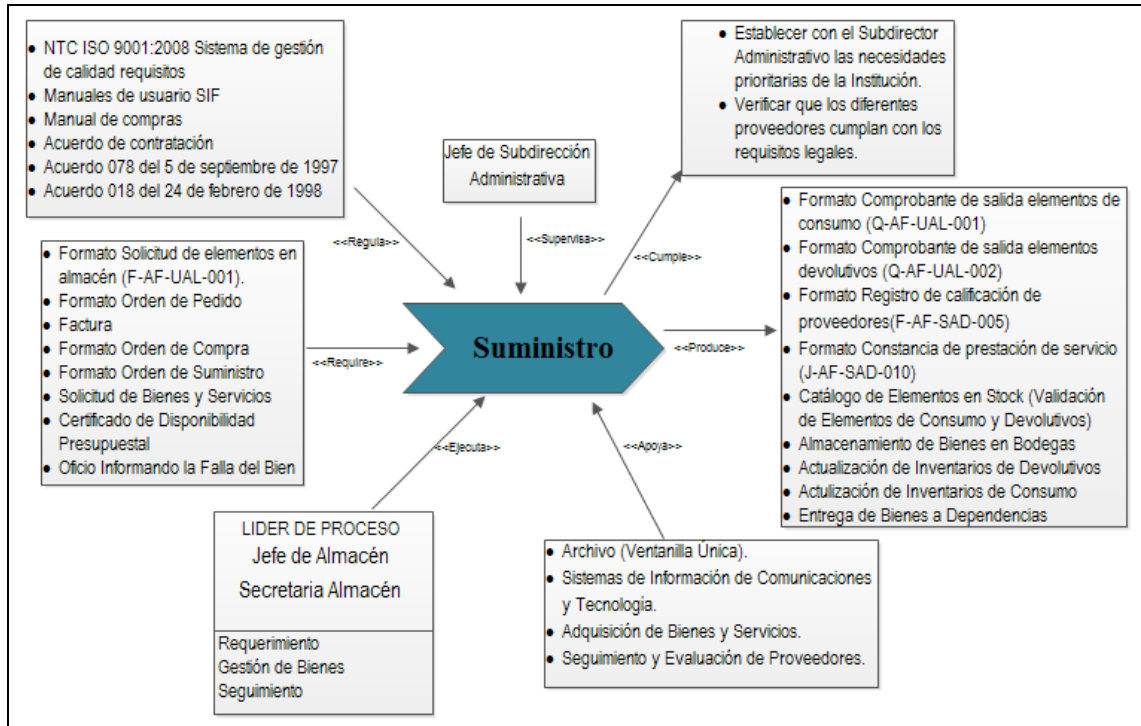 NTC ISO 9001:2008 Sistema de gestión
de calidad requisitos
Manuales de usuario SIF
Manual de compras
Acuerdo de contratación
Acuerdo 078 del 5 de septiembre de 1997
Acuerdo 018 del 24 de febrero de 1998
Jefe de Subdirección
Administrativa
Establecer con el Subdirector
Administrativo las necesidades
prioritarias de la Institución.
Verificar que los diferentes
proveedores cumplan con los
requisitos legales.
<<Regula>>
<<Supervisa>>
<<Cumple>>
Formato Solicitud de elementos en
almacén (F-AF-UAL-001).
Formato Orden de Pedido
Factura
Formato Orden de Compra
Formato Orden de Suministro
Solicitud de Bienes y Servicios
Certificado de Disponibilidad
Presupuestal
Oficio Informando la Falla del Bien
<<Require>>
Suministro
<<Produce>>
Formato Comprobante de salida elementos de
consumo (Q-AF-UAL-001)
Formato Comprobante de salida elementos
devolutivos (Q-AF-UAL-002)
Formato Registro de calificación de
proveedores(F-AF-SAD-005)
Formato Constancia de prestación de servicio
(J-AF-SAD-010)
Catálogo de Elementos en Stock (Validación
de Elementos de Consumo y Devolutivos)
Almacenamiento de Bienes en Bodegas
Actualización de Inventarios de Devolutivos
Actulización de Inventarios de Consumo
Entrega de Bienes a Dependencias
<<Ejecuta>>
<<Apoya>>
LIDER DE PROCESO
Jefe de Almacén
Secretaria Almacén
Requerimiento
Gestión de Bienes
Seguimiento
Archivo (Ventanilla Única).
Sistemas de Información de Comunicaciones
y Tecnología.
Adquisición de Bienes y Servicios.
Seguimiento y Evaluación de Proveedores.